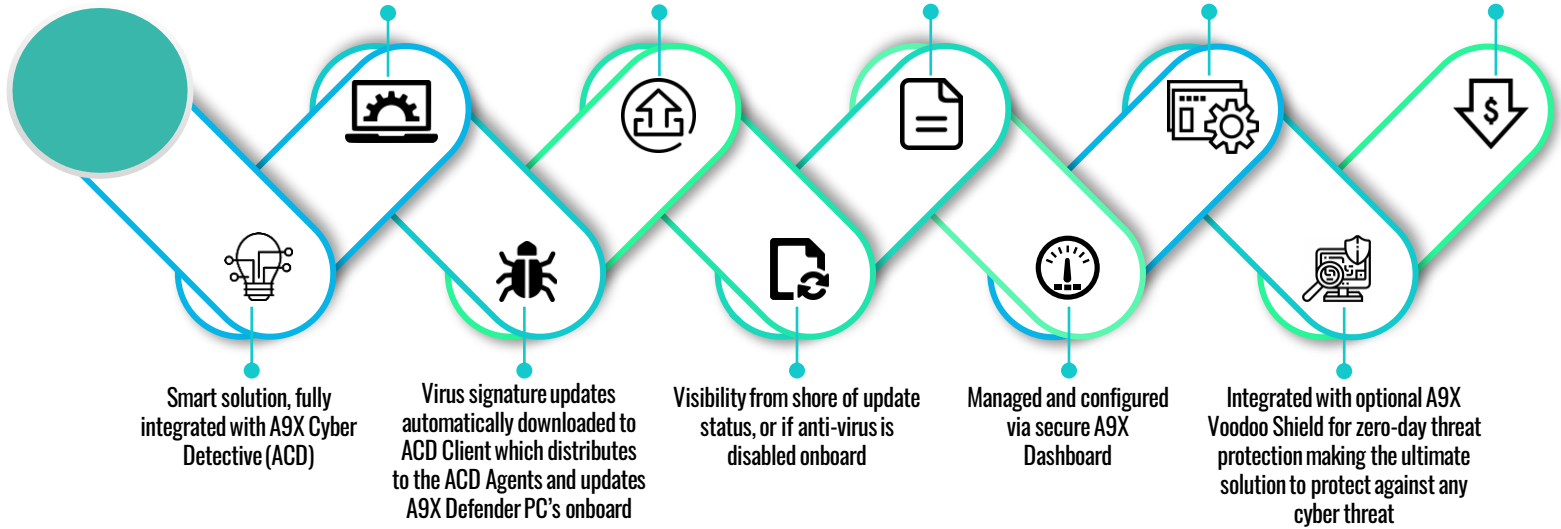 $
Smart solution, fully
integrated with A9X Cyber
Detective (ACD)
Virus signature updates
automatically downloaded to
ACD Client which distributes
to the ACD Agents and updates
A9X Defender PC’s onboard
Visibility from shore of update
status, or if anti-virus is
disabled onboard
Managed and configured
via secure A9X
Dashboard
Integrated with optional A9X
Voodoo Shield for zero-day threat
protection making the ultimate
solution to protect against any
cyber threat